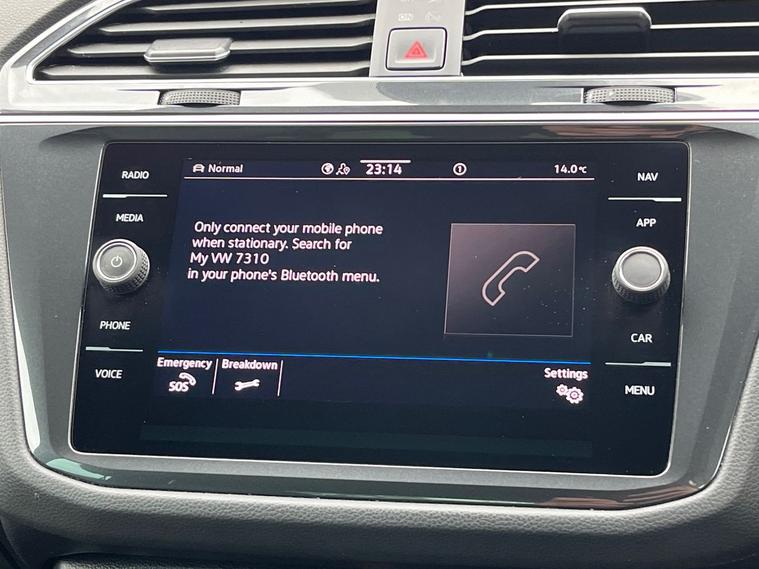 ON
RADIO
MEDIA
PHONE
VOICE
Normal
23:14
14.0°C
Only connect your mobile phone
when stationary. Search for
My VW 7310
in your phone's Bluetooth menu.
Emergency
SOS
Breakdown
Settings
NAV
APP
CAR
MENU